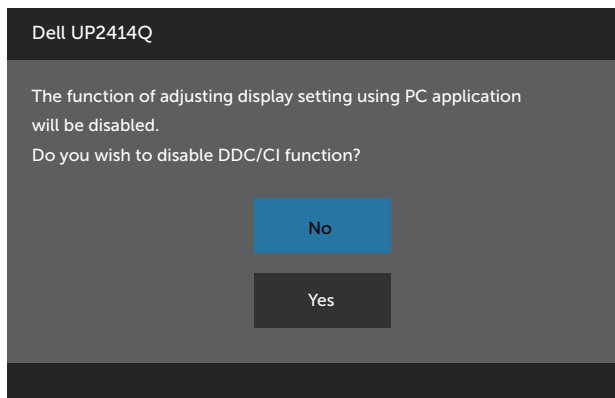 Dell UP2414Q
The function of adjusting display setting using PC application
will be disabled.
Do you wish to disable DDC/CI function?
No
Yes